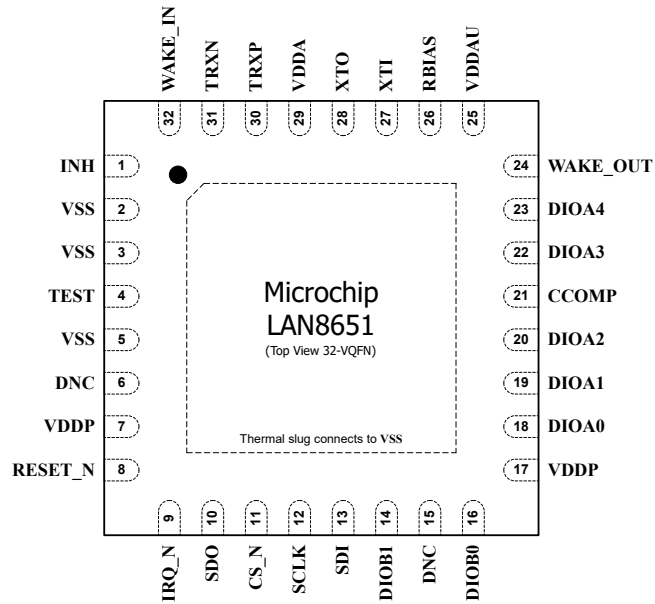 WAKE_IN
TRXN
TRXP
VDDA
XTO
XTI
RBIAS
VDDAU
32
31
30
29
28
27
26
25
INH 1
VSS 2
VSS 3
TEST 4
VSS 5
DNC 6
VDDP 7
RESET_N 8
24 WAKE_OUT
23 DIOA4
22 DIOA3
21 CCOMP
20 DIOA2
19 DIOA1
18 DIOA0
17 VDDP
Microchip
LAN8651
(Top View 32-VQFN)
Thermal slug connects to VSS
9
10
11
12
13
14
15
16
IRQ_N
SDO
CS_N
SCLK
SDI
DIOB1
DNC
DIOB0